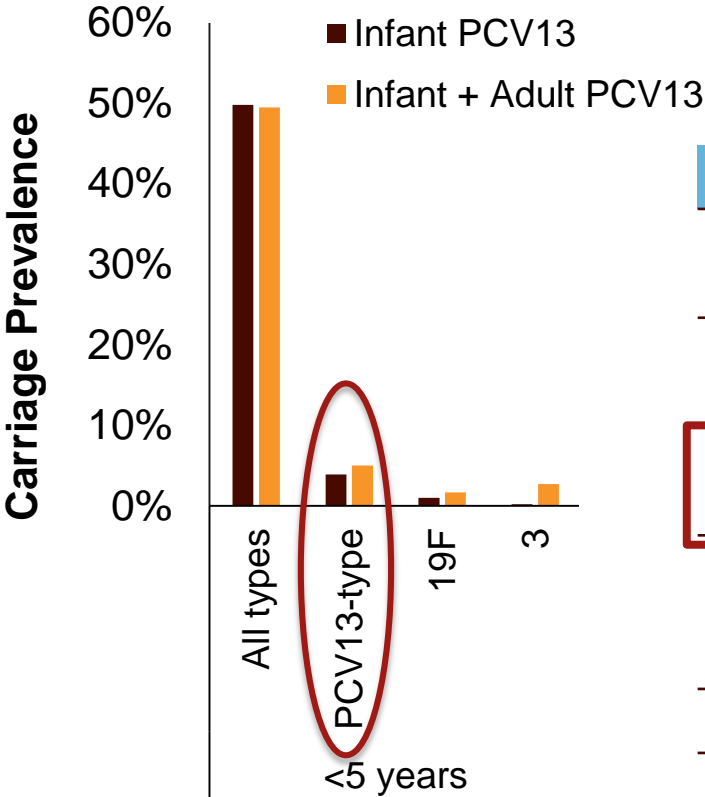 Carriage Prevalence
60%
50%
40%
30%
20%
10%
0%
Infant PCV13
Infant + Adult PCV13
All types
PCV13-type
19F
3
<5 years